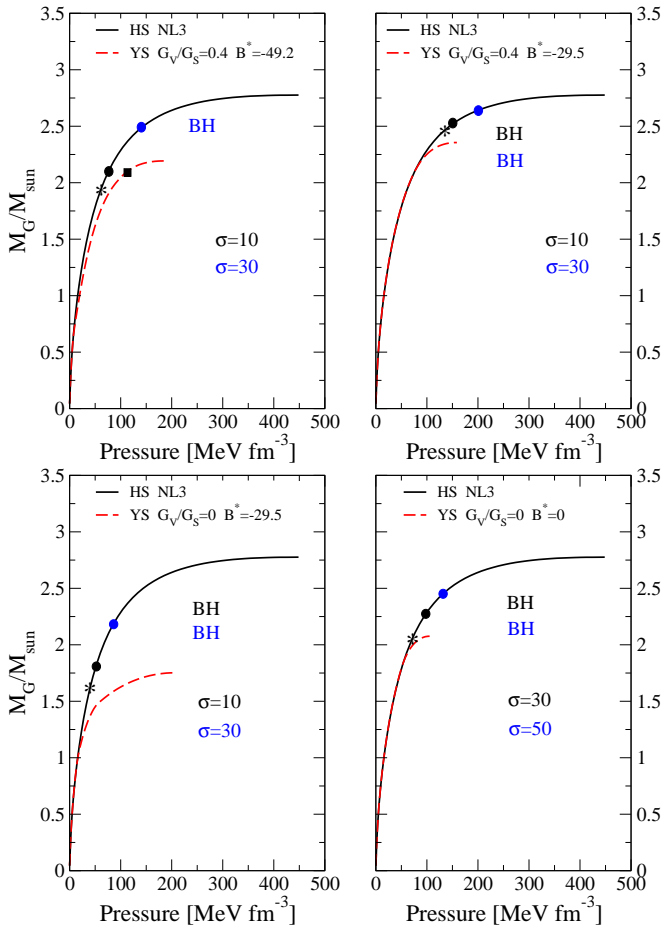 3.5
3
2.5
2
1.5
1
0.5
0
M_G/M_sun
HS NL3
YS G_V/G_S=0.4 B^*=-49.2
BH
σ=10
σ=30
0 100 200 300 400 500
Pressure [MeV fm^-3]
HS NL3
YS G_V/G_S=0.4 B^*=-29.5
BH
BH
σ=10
σ=30
3.5
3
2.5
2
1.5
1
0.5
0
0 100 200 300 400 500
Pressure [MeV fm^-3]
3.5
3
2.5
2
1.5
1
0.5
0
M_G/M_sun
HS NL3
YS G_V/G_S=0 B^*=-29.5
BH
BH
σ=10
σ=30
0 100 200 300 400 500
Pressure [MeV fm^-3]
HS NL3
YS G_V/G_S=0 B^*=0
BH
BH
σ=30
σ=50
3.5
3
2.5
2
1.5
1
0.5
0
0 100 200 300 400 500
Pressure [MeV fm^-3]